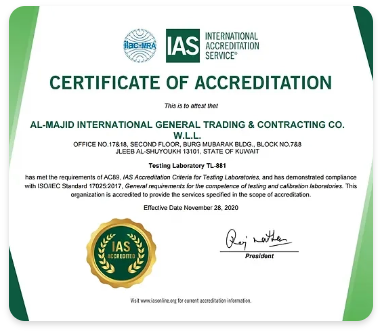 ilac-MRA
IAS
INTERNATIONAL
ACCREDITATION
SERVICE®
CERTIFICATE OF ACCREDITATION
This is to attest that
AL-MAJID INTERNATIONAL GENERAL TRADING & CONTRACTING CO.
W.L.L.
OFFICE NO.17&18, SECOND FLOOR, BURG MUBARAK BLDG., BLOCK NO.7&8
JLEEB AL-SHUYOUKH 13101, STATE OF KUWAIT
Testing Laboratory TL-881
has met the requirements of AC89, IAS Accreditation Criteria for Testing Laboratories, and has demonstrated compliance
with ISO/IEC Standard 17025:2017, General requirements for the competence of testing and calibration laboratories. This
organization is accredited to provide the services specified in the scope of accreditation.
Effective Date November 28, 2020
IAS
ACCREDITED
President
Visit www.iasonline.org for current accreditation information.